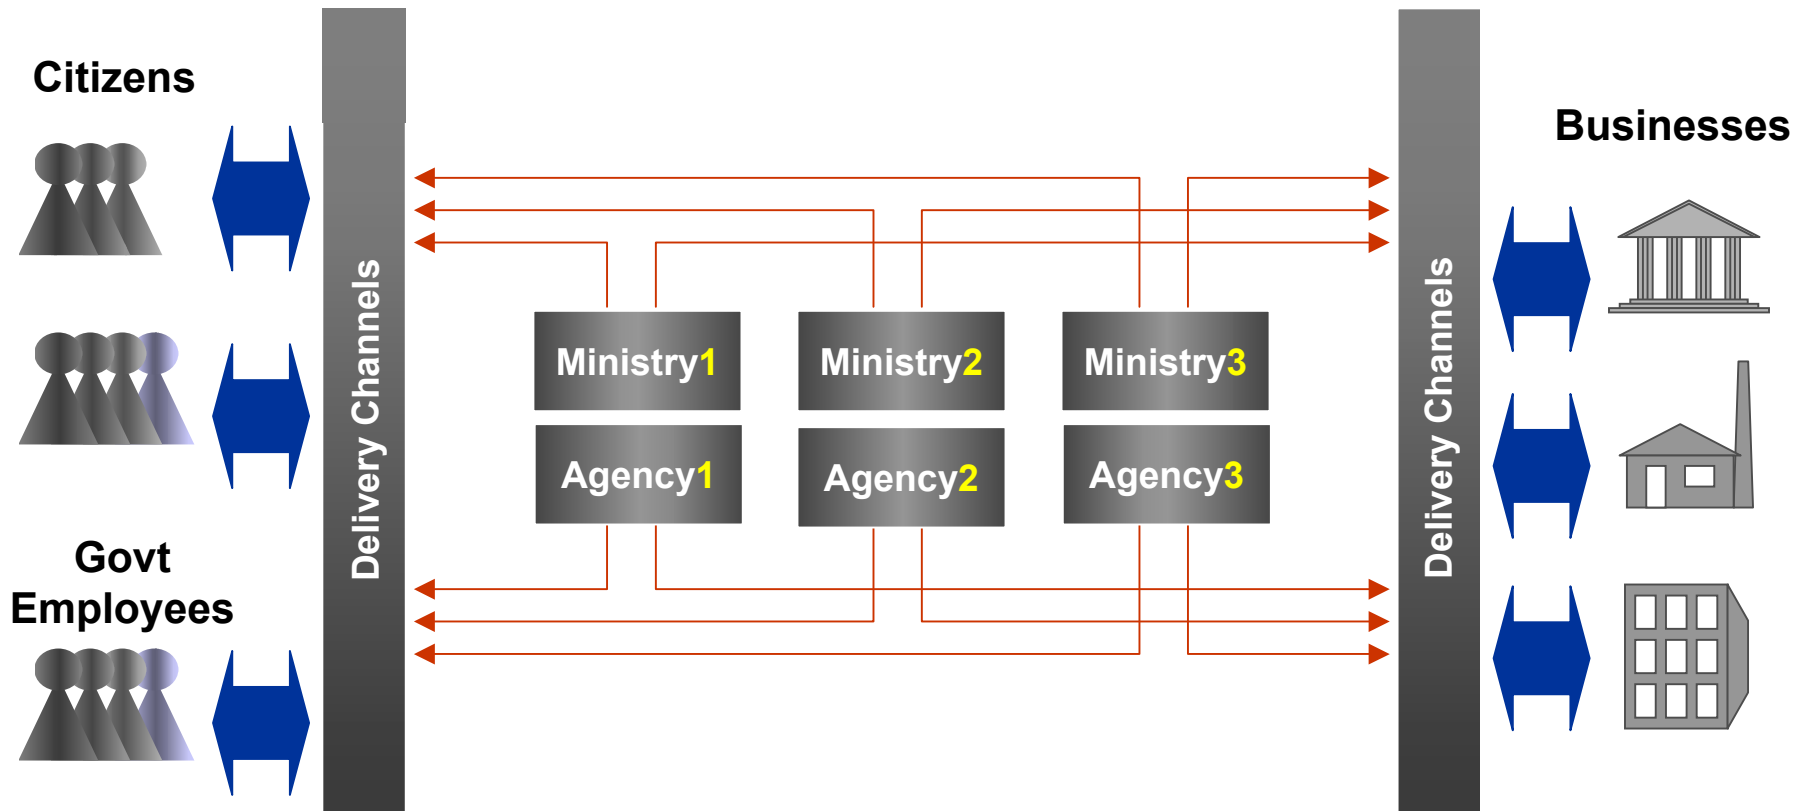 Citizens
Businesses
Delivery Channels
Delivery Channels
Ministry1
Ministry2
Ministry3
Agency1
Agency2
Agency3
Govt
Employees